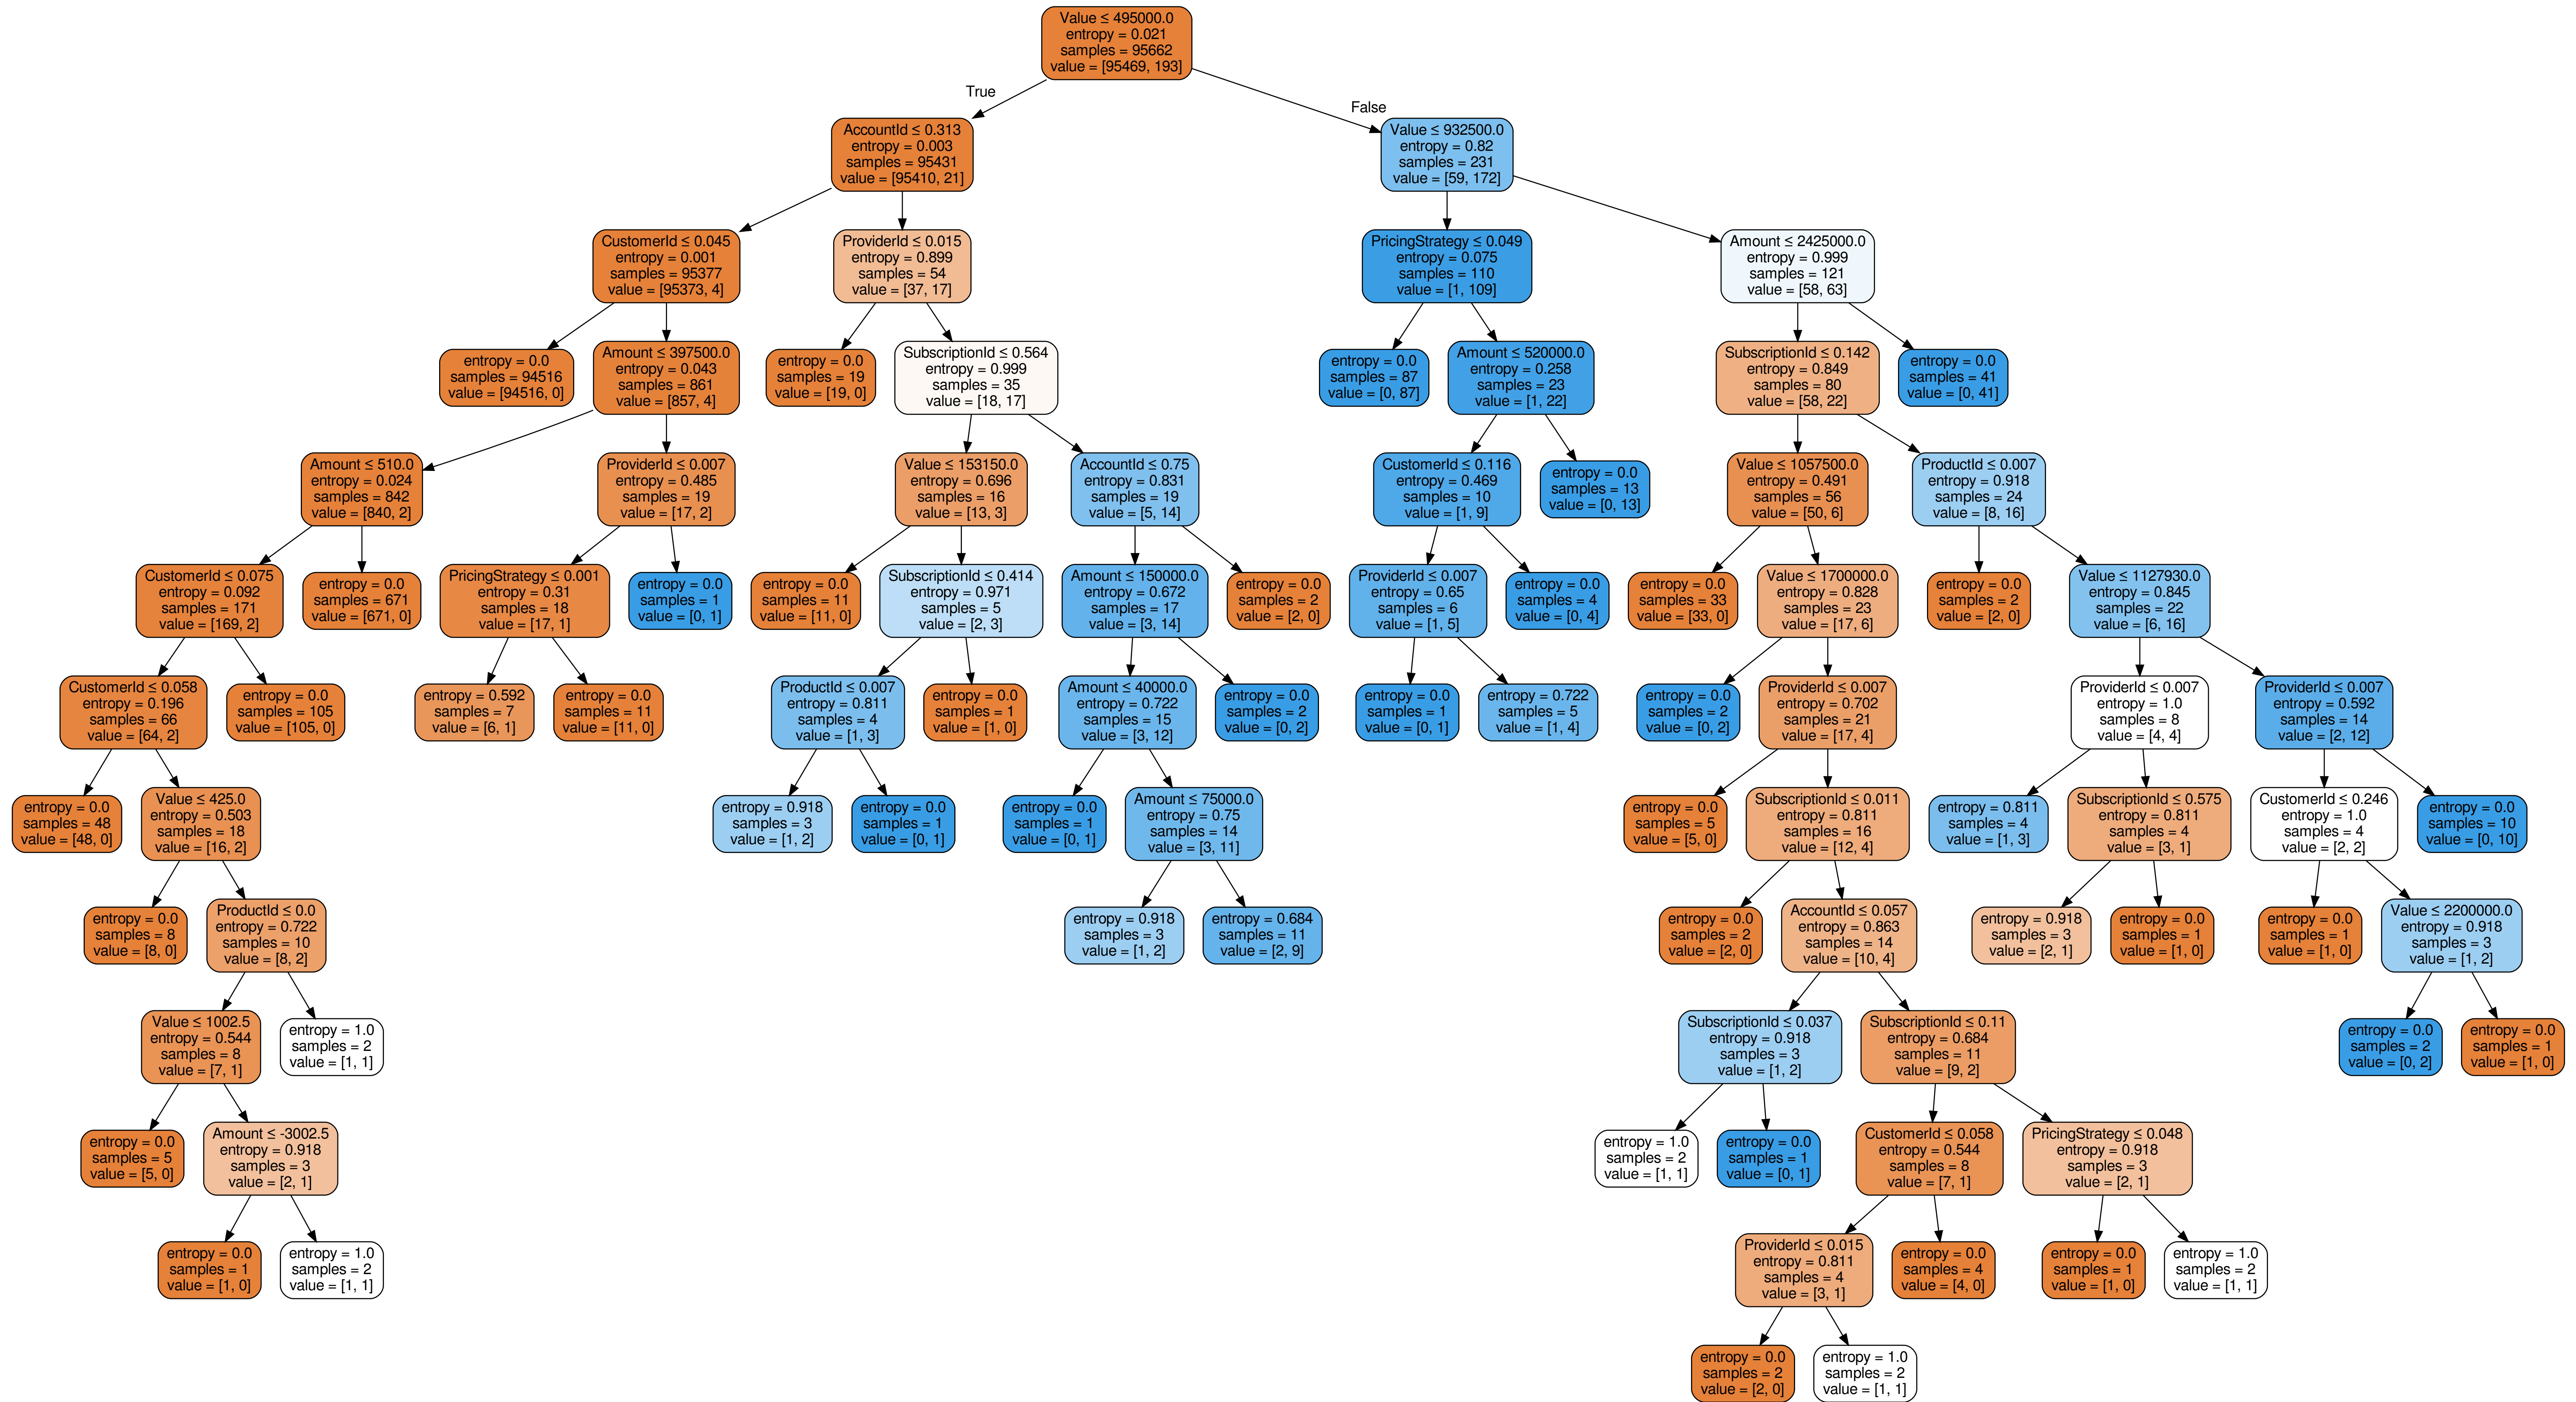 Value ≤ 495000.0
entropy = 0.021
samples = 95662
value = [95469, 193]
True
False
AccountId ≤ 0.313
entropy = 0.003
samples = 95431
value = [95410, 21]
Value ≤ 932500.0
entropy = 0.82
samples = 231
value = [59, 172]
CustomerId ≤ 0.045
entropy = 0.001
samples = 95377
value = [95373, 4]
ProviderId ≤ 0.015
entropy = 0.899
samples = 54
value = [37, 17]
PricingStrategy ≤ 0.049
entropy = 0.075
samples = 110
value = [1, 109]
Amount ≤ 2425000.0
entropy = 0.999
samples = 121
value = [58, 63]
entropy = 0.0
samples = 94516
value = [94516, 0]
Amount ≤ 397500.0
entropy = 0.043
samples = 861
value = [857, 4]
entropy = 0.0
samples = 19
value = [19, 0]
SubscriptionId ≤ 0.564
entropy = 0.999
samples = 35
value = [18, 17]
entropy = 0.0
samples = 87
value = [0, 87]
Amount ≤ 520000.0
entropy = 0.258
samples = 23
value = [1, 22]
SubscriptionId ≤ 0.142
entropy = 0.849
samples = 80
value = [58, 22]
entropy = 0.0
samples = 41
value = [0, 41]
Amount ≤ 510.0
entropy = 0.024
samples = 842
value = [840, 2]
ProviderId ≤ 0.007
entropy = 0.485
samples = 19
value = [17, 2]
Value ≤ 153150.0
entropy = 0.696
samples = 16
value = [13, 3]
AccountId ≤ 0.75
entropy = 0.831
samples = 19
value = [5, 14]
CustomerId ≤ 0.116
entropy = 0.469
samples = 10
value = [1, 9]
entropy = 0.0
samples = 13
value = [0, 13]
Value ≤ 1057500.0
entropy = 0.491
samples = 56
value = [50, 6]
ProductId ≤ 0.007
entropy = 0.918
samples = 24
value = [8, 16]
CustomerId ≤ 0.075
entropy = 0.092
samples = 171
value = [169, 2]
entropy = 0.0
samples = 671
value = [671, 0]
PricingStrategy ≤ 0.001
entropy = 0.31
samples = 18
value = [17, 1]
entropy = 0.0
samples = 1
value = [0, 1]
entropy = 0.0
samples = 11
value = [11, 0]
SubscriptionId ≤ 0.414
entropy = 0.971
samples = 5
value = [2, 3]
Amount ≤ 150000.0
entropy = 0.672
samples = 17
value = [3, 14]
entropy = 0.0
samples = 2
value = [2, 0]
ProviderId ≤ 0.007
entropy = 0.65
samples = 6
value = [1, 5]
entropy = 0.0
samples = 4
value = [0, 4]
entropy = 0.0
samples = 33
value = [33, 0]
Value ≤ 1700000.0
entropy = 0.828
samples = 23
value = [17, 6]
entropy = 0.0
samples = 2
value = [2, 0]
Value ≤ 1127930.0
entropy = 0.845
samples = 22
value = [6, 16]
CustomerId ≤ 0.058
entropy = 0.196
samples = 66
value = [64, 2]
entropy = 0.0
samples = 105
value = [105, 0]
entropy = 0.592
samples = 7
value = [6, 1]
entropy = 0.0
samples = 11
value = [11, 0]
ProductId ≤ 0.007
entropy = 0.811
samples = 4
value = [1, 3]
entropy = 0.0
samples = 1
value = [1, 0]
Amount ≤ 40000.0
entropy = 0.722
samples = 15
value = [3, 12]
entropy = 0.0
samples = 2
value = [0, 2]
entropy = 0.0
samples = 1
value = [0, 1]
entropy = 0.722
samples = 5
value = [1, 4]
entropy = 0.0
samples = 2
value = [0, 2]
ProviderId ≤ 0.007
entropy = 0.702
samples = 21
value = [17, 4]
ProviderId ≤ 0.007
entropy = 1.0
samples = 8
value = [4, 4]
ProviderId ≤ 0.007
entropy = 0.592
samples = 14
value = [2, 12]
entropy = 0.0
samples = 48
value = [48, 0]
Value ≤ 425.0
entropy = 0.503
samples = 18
value = [16, 2]
entropy = 0.918
samples = 3
value = [1, 2]
entropy = 0.0
samples = 1
value = [0, 1]
entropy = 0.0
samples = 1
value = [0, 1]
Amount ≤ 75000.0
entropy = 0.75
samples = 14
value = [3, 11]
entropy = 0.0
samples = 5
value = [5, 0]
SubscriptionId ≤ 0.011
entropy = 0.811
samples = 16
value = [12, 4]
entropy = 0.811
samples = 4
value = [1, 3]
SubscriptionId ≤ 0.575
entropy = 0.811
samples = 4
value = [3, 1]
CustomerId ≤ 0.246
entropy = 1.0
samples = 4
value = [2, 2]
entropy = 0.0
samples = 10
value = [0, 10]
entropy = 0.0
samples = 8
value = [8, 0]
ProductId ≤ 0.0
entropy = 0.722
samples = 10
value = [8, 2]
entropy = 0.918
samples = 3
value = [1, 2]
entropy = 0.684
samples = 11
value = [2, 9]
entropy = 0.0
samples = 2
value = [2, 0]
AccountId ≤ 0.057
entropy = 0.863
samples = 14
value = [10, 4]
entropy = 0.918
samples = 3
value = [2, 1]
entropy = 0.0
samples = 1
value = [1, 0]
entropy = 0.0
samples = 1
value = [1, 0]
Value ≤ 2200000.0
entropy = 0.918
samples = 3
value = [1, 2]
Value ≤ 1002.5
entropy = 0.544
samples = 8
value = [7, 1]
entropy = 1.0
samples = 2
value = [1, 1]
SubscriptionId ≤ 0.037
entropy = 0.918
samples = 3
value = [1, 2]
SubscriptionId ≤ 0.11
entropy = 0.684
samples = 11
value = [9, 2]
entropy = 0.0
samples = 2
value = [0, 2]
entropy = 0.0
samples = 1
value = [1, 0]
entropy = 0.0
samples = 5
value = [5, 0]
Amount ≤ -3002.5
entropy = 0.918
samples = 3
value = [2, 1]
entropy = 1.0
samples = 2
value = [1, 1]
entropy = 0.0
samples = 1
value = [0, 1]
CustomerId ≤ 0.058
entropy = 0.544
samples = 8
value = [7, 1]
PricingStrategy ≤ 0.048
entropy = 0.918
samples = 3
value = [2, 1]
entropy = 0.0
samples = 1
value = [1, 0]
entropy = 1.0
samples = 2
value = [1, 1]
ProviderId ≤ 0.015
entropy = 0.811
samples = 4
value = [3, 1]
entropy = 0.0
samples = 4
value = [4, 0]
entropy = 0.0
samples = 1
value = [1, 0]
entropy = 1.0
samples = 2
value = [1, 1]
entropy = 0.0
samples = 2
value = [2, 0]
entropy = 1.0
samples = 2
value = [1, 1]